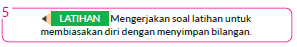 5
LATIHAN Mengerjakan soal latihan untuk
membiasakan diri dengan menyimpan bilangan.